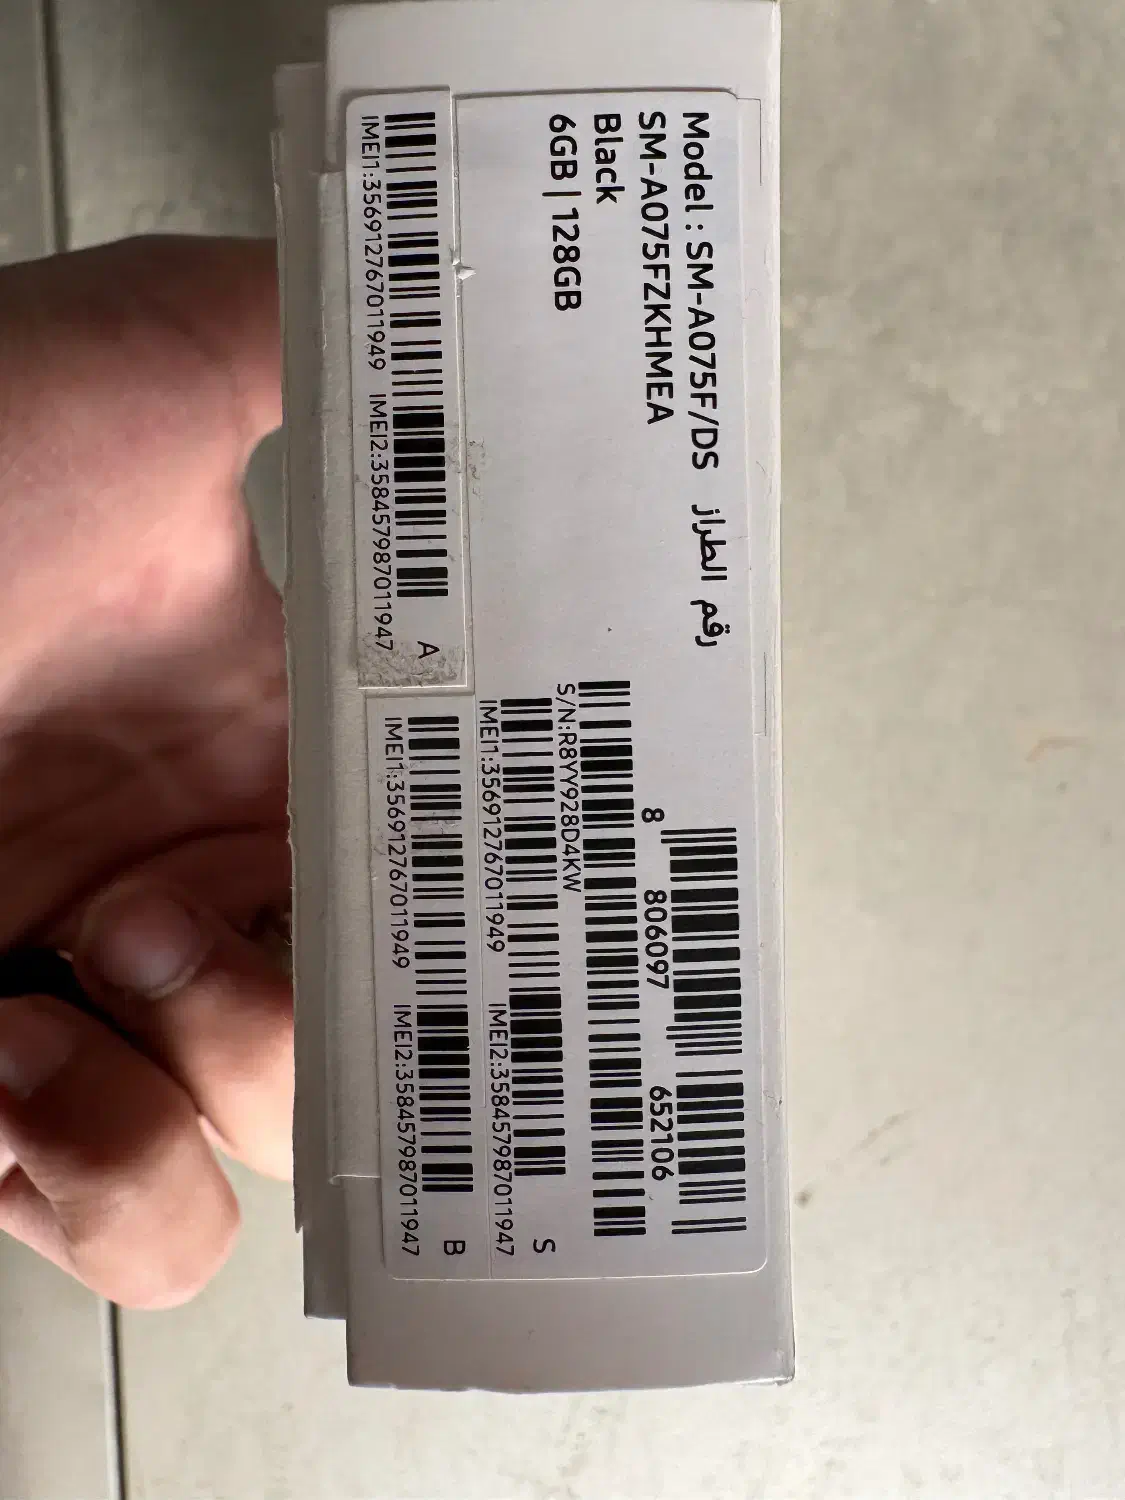 Model : SM-A075F/DS رقم الطراز
SM-A075FZKHMEA
Black
6GB | 128GB
8 806097 652106
S/N:R8YY928D4KW
IMEI1:356912767011949 IMEI2:358457987011947
S
IMEI1:356912767011949 IMEI2:358457987011947
A
IMEI1:356912767011949 IMEI2:358457987011947
B